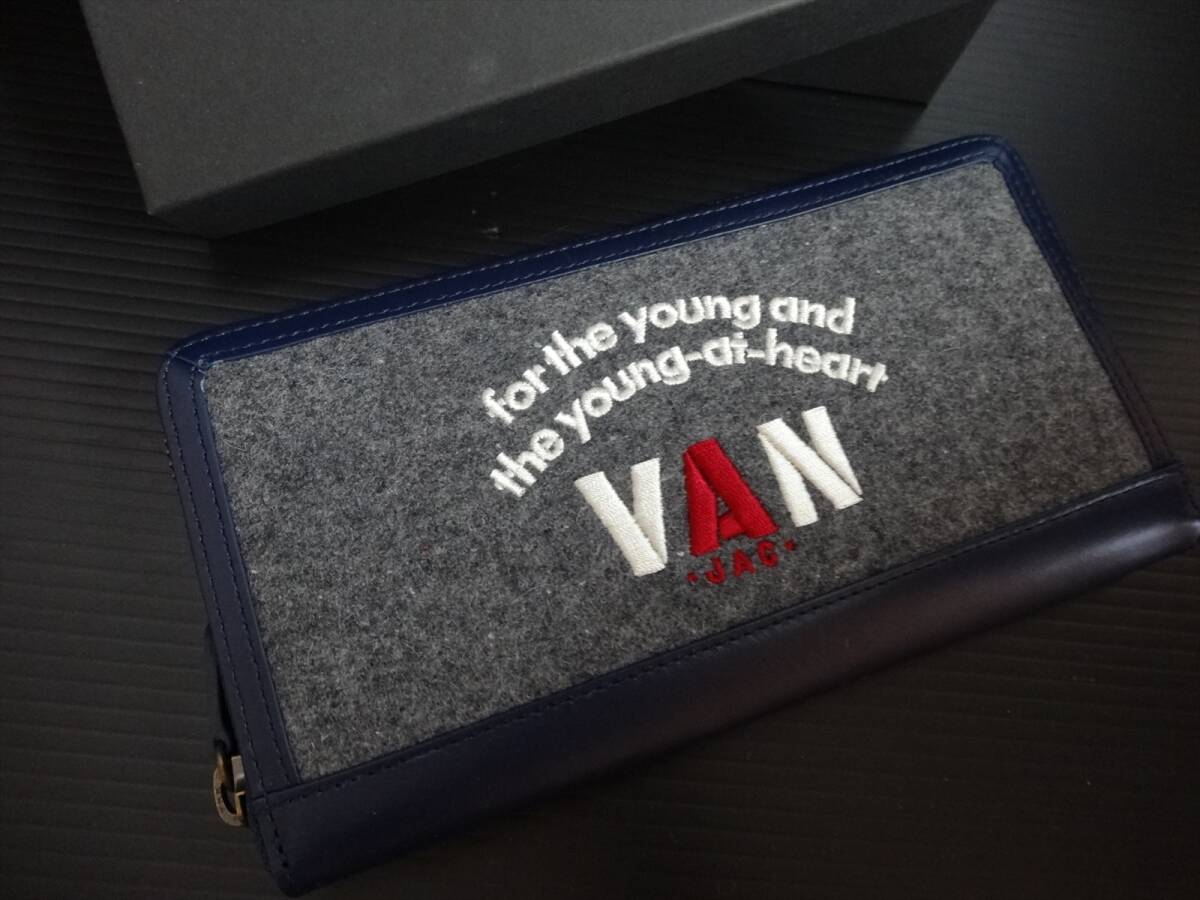 for the young and
the young-at-heart
VAN
·JAC·